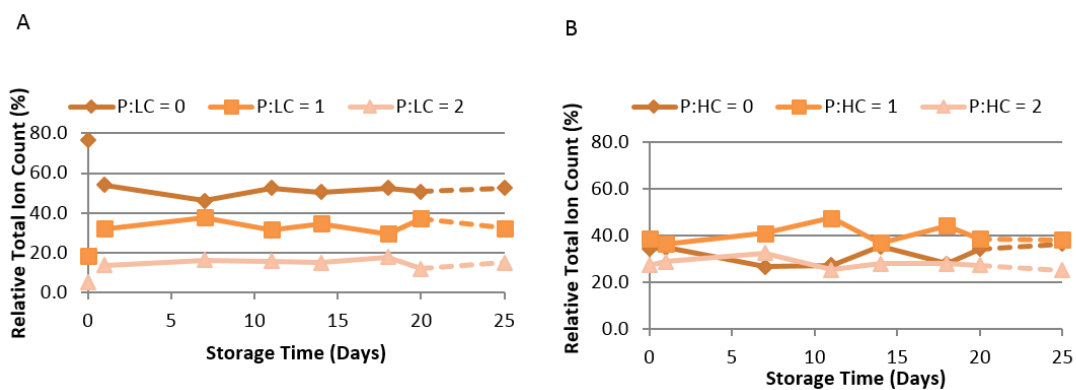 A
P:LC = 0 P:LC = 1 P:LC = 2
Relative Total Ion Count (%)
80.0
60.0
40.0
20.0
0.0
0 5 10 15 20 25
Storage Time (Days)
B
P:HC = 0 P:HC = 1 P:HC = 2
Relative Total Ion Count (%)
80.0
60.0
40.0
20.0
0.0
0 5 10 15 20 25
Storage Time (Days)